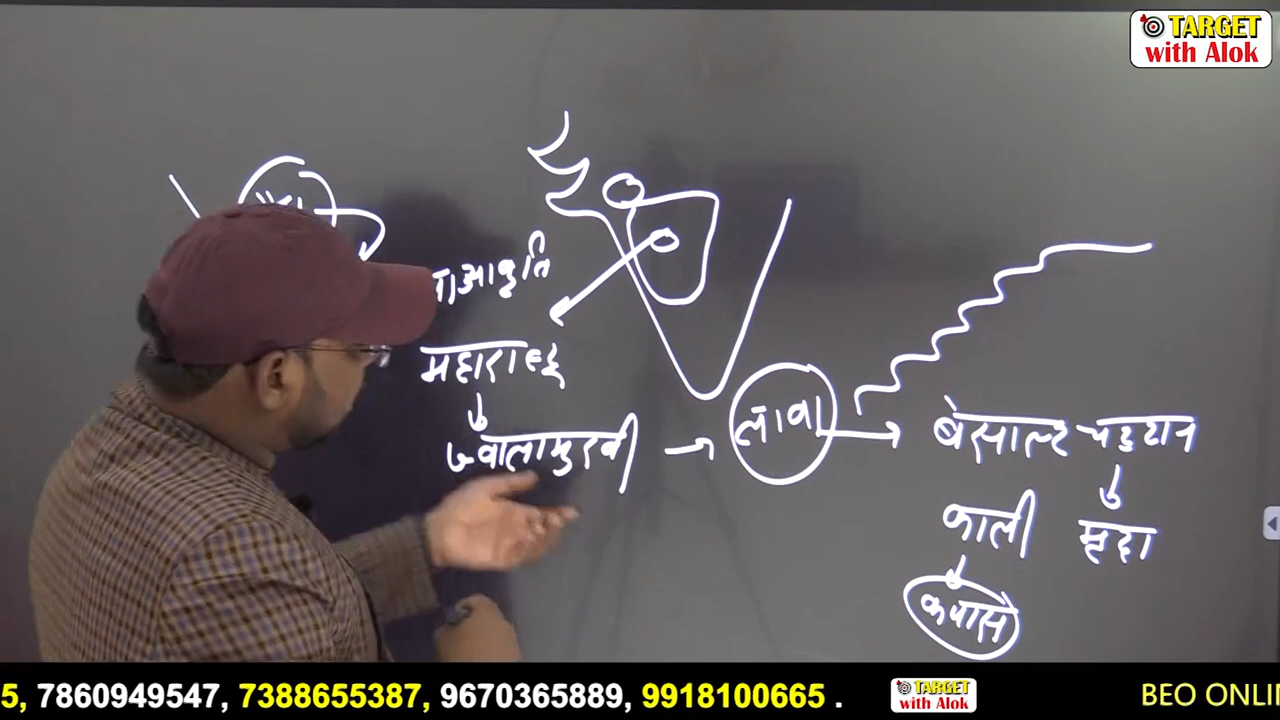 TARGET
with Alok
आकृति
महाराष्ट्र
ज्वालामुखी → लावा → बेसाल्ट चट्टान
काली मृदा
कपास
5, 7860949547, 7388655387, 9670365889, 9918100665 .
TARGET
with Alok
BEO ONLI